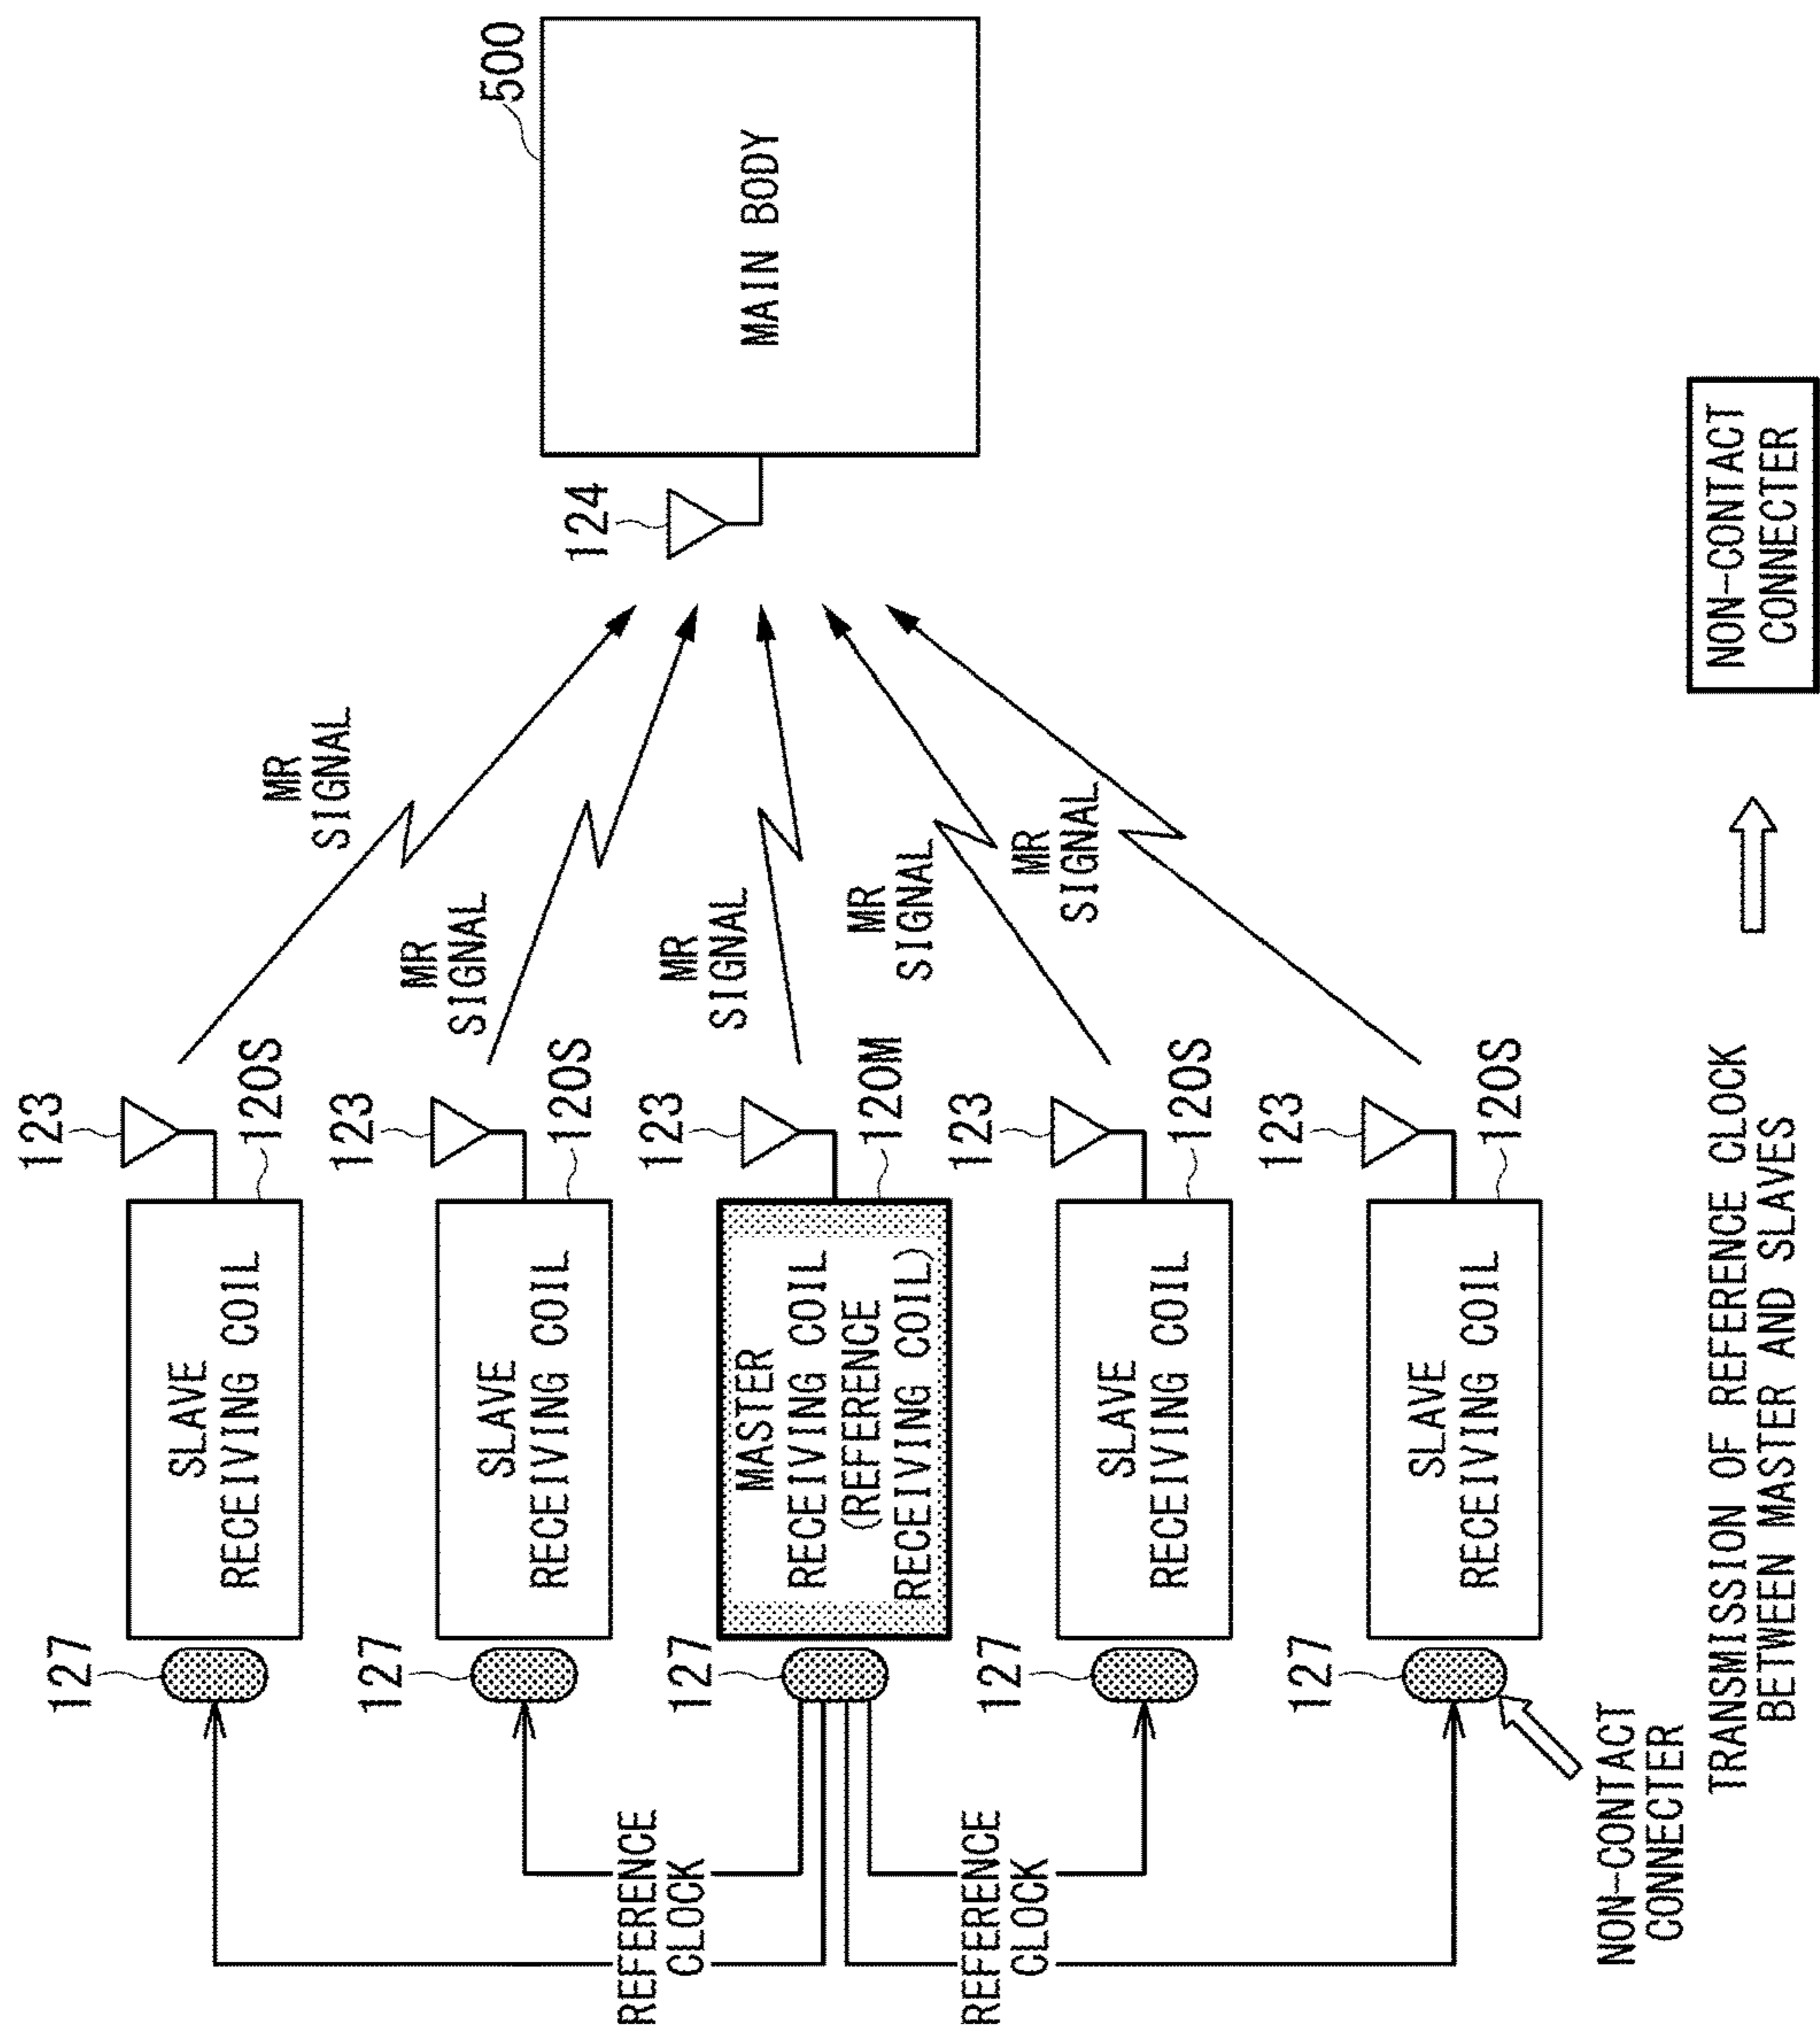 127
SLAVE
RECEIVING COIL
123
120S
MR
SIGNAL
127
SLAVE
RECEIVING COIL
123
120S
MR
SIGNAL
500
MAIN BODY
124
REFERENCE
CLOCK
127
MASTER
RECEIVING COIL
(REFERENCE
RECEIVING COIL)
123
120M
MR
SIGNAL
REFERENCE
CLOCK
127
SLAVE
RECEIVING COIL
123
120S
MR
SIGNAL
127
SLAVE
RECEIVING COIL
123
120S
MR
SIGNAL
NON-CONTACT
CONNECTER
TRANSMISSION OF REFERENCE CLOCK
BETWEEN MASTER AND SLAVES
NON-CONTACT
CONNECTER